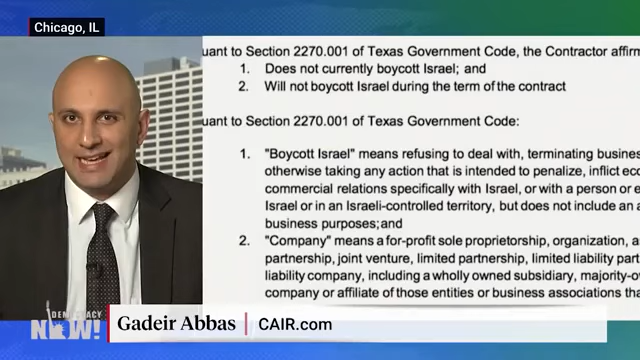 Chicago, IL
uant to Section 2270.001 of Texas Government Code, the Contractor affirm
1. Does not currently boycott Israel; and
2. Will not boycott Israel during the term of the contract
uant to Section 2270.001 of Texas Government Code:
1. "Boycott Israel" means refusing to deal with, terminating business
otherwise taking any action that is intended to penalize, inflict eco
commercial relations specifically with Israel, or with a person or e
Israel or in an Israeli-controlled territory, but does not include an a
business purposes;and
2. "Company" means a for-profit sole proprietorship, organization, as
partnership, joint venture, limited partnership, limited liability part
liability company, including a wholly owned subsidiary, majority-ow
company or affiliate of those entities or business associations tha
DEMOCRACY
NOW!
Gadeir Abbas CAIR.com